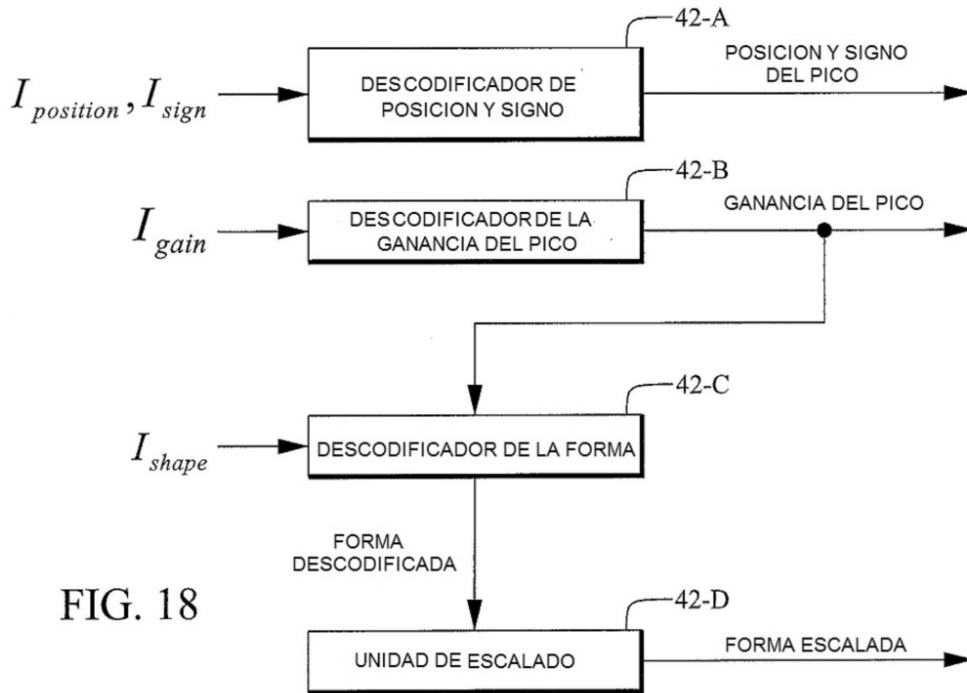 42-A
I_position, I_sign
DESCODIFICADOR DE
POSICION Y SIGNO
POSICION Y SIGNO
DEL PICO
42-B
I_gain
DESCODIFICADOR DE LA
GANANCIA DEL PICO
GANANCIA DEL PICO
42-C
I_shape
DESCODIFICADOR DE LA FORMA
FORMA
DESCODIFICADA
FIG. 18
42-D
UNIDAD DE ESCALADO
FORMA ESCALADA